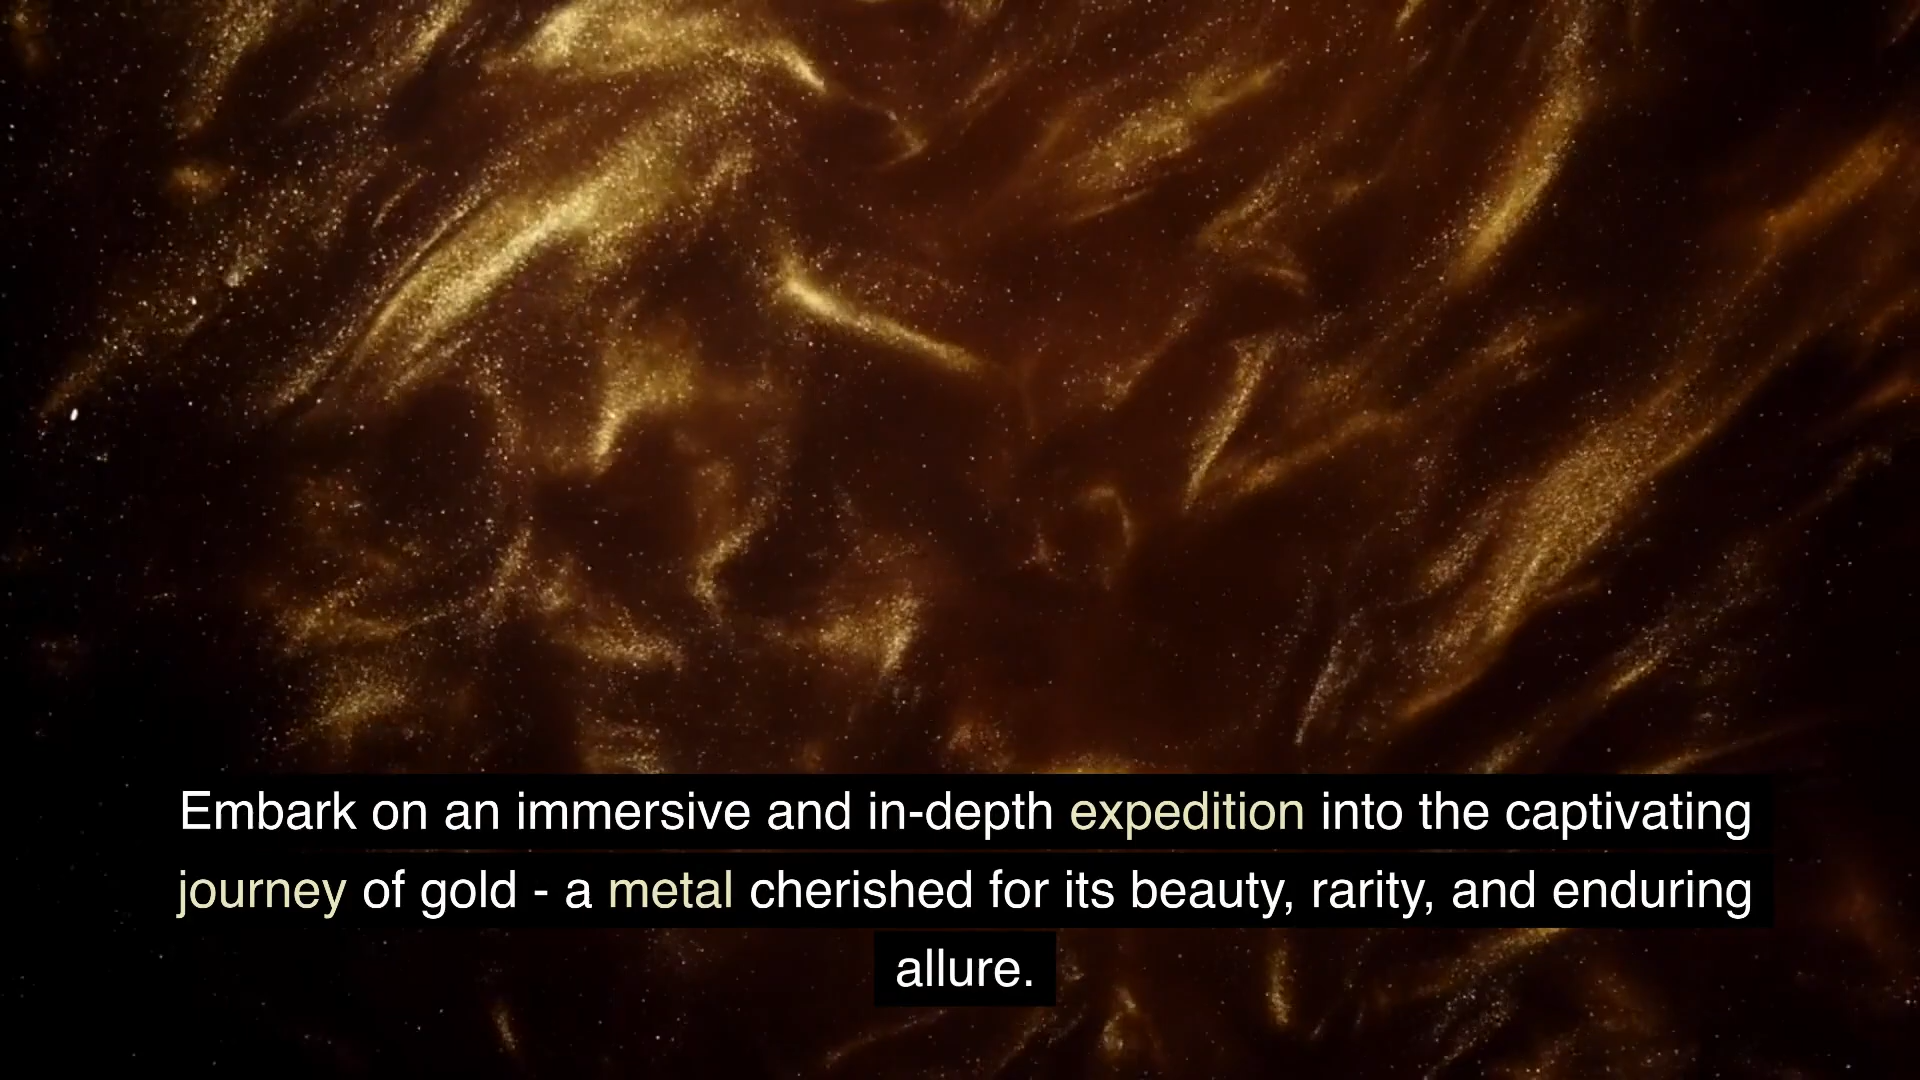 Embark on an immersive and in-depth expedition into the captivating
journey of gold - a metal cherished for its beauty, rarity, and enduring
allure.